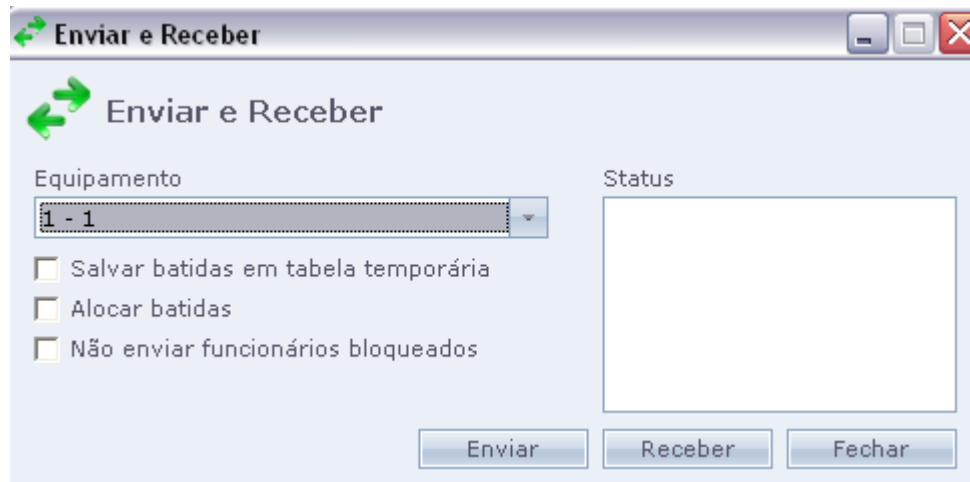 Enviar e Receber
Enviar e Receber
Equipamento
Status
1 - 1
Salvar batidas em tabela temporária
Alocar batidas
Não enviar funcionários bloqueados
Enviar
Receber
Fechar